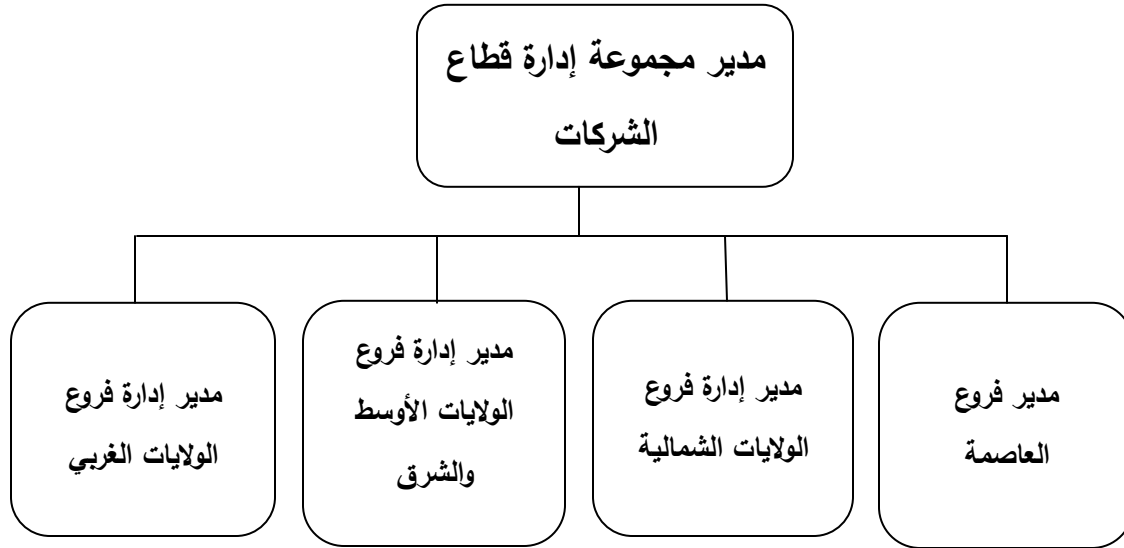 مدير مجموعة إدارة قطاع
الشركات
مدير فروع
العاصمة
مدير إدارة فروع
الولايات الشمالية
مدير إدارة فروع
الولايات الأوسط
والشرق
مدير إدارة فروع
الولايات الغربي